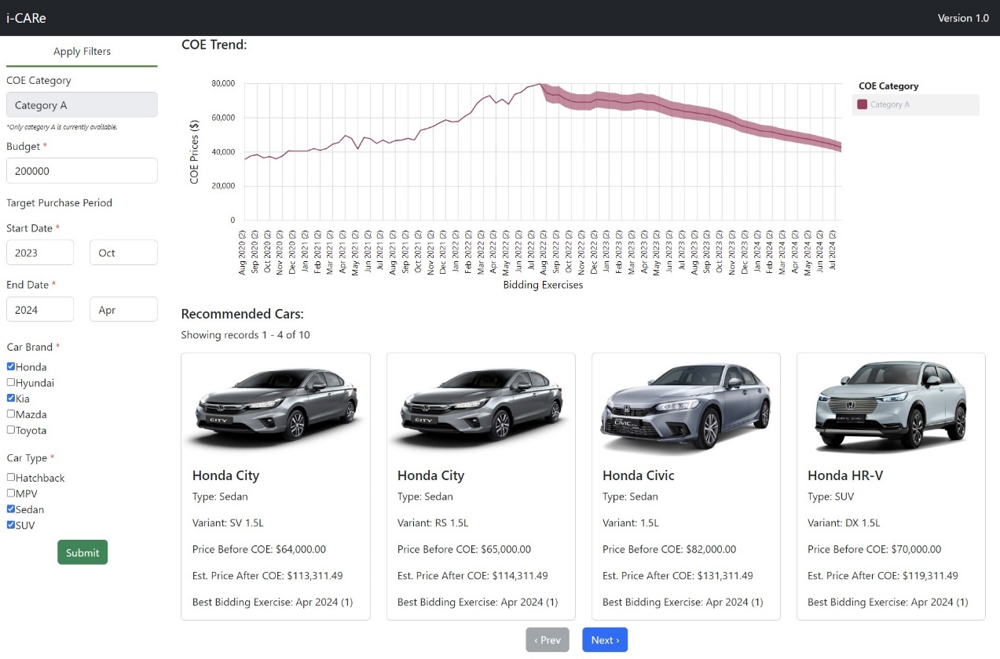 i-CARe
Version 1.0
Apply Filters
COE Category
Category A
*Only category A is currently available.
Budget *
200000
Target Purchase Period
Start Date *
2023 Oct
End Date *
2024 Apr
Car Brand *
Honda
Hyundai
Kia
Mazda
Toyota
Car Type *
Hatchback
MPV
Sedan
SUV
Submit
COE Trend:
COE Prices ($)
80,000
60,000
40,000
20,000
0
Aug 2020 (2)
Sep 2020 (2)
Oct 2020 (2)
Nov 2020 (2)
Dec 2020 (2)
Jan 2021 (2)
Feb 2021 (2)
Mar 2021 (2)
Apr 2021 (2)
May 2021 (2)
Jun 2021 (2)
Jul 2021 (2)
Aug 2021 (2)
Sep 2021 (2)
Oct 2021 (2)
Nov 2021 (2)
Dec 2021 (2)
Jan 2022 (2)
Feb 2022 (2)
Mar 2022 (2)
Apr 2022 (2)
May 2022 (2)
Jun 2022 (2)
Jul 2022 (2)
Aug 2022 (2)
Sep 2022 (2)
Oct 2022 (2)
Nov 2022 (2)
Dec 2022 (2)
Jan 2023 (2)
Feb 2023 (2)
Mar 2023 (2)
Apr 2023 (2)
May 2023 (2)
Jun 2023 (2)
Jul 2023 (2)
Aug 2023 (2)
Sep 2023 (2)
Oct 2023 (2)
Nov 2023 (2)
Dec 2023 (2)
Jan 2024 (2)
Feb 2024 (2)
Mar 2024 (2)
Apr 2024 (2)
May 2024 (2)
Jun 2024 (2)
Jul 2024 (2)
Bidding Exercises
COE Category
Category A
Recommended Cars:
Showing records 1 - 4 of 10
CITY
Honda City
Type: Sedan
Variant: SV 1.5L
Price Before COE: $64,000.00
Est. Price After COE: $113,311.49
Best Bidding Exercise: Apr 2024 (1)
CITY
Honda City
Type: Sedan
Variant: RS 1.5L
Price Before COE: $65,000.00
Est. Price After COE: $114,311.49
Best Bidding Exercise: Apr 2024 (1)
CIVIC
Honda Civic
Type: Sedan
Variant: 1.5L
Price Before COE: $82,000.00
Est. Price After COE: $131,311.49
Best Bidding Exercise: Apr 2024 (1)
Honda HR-V
Type: SUV
Variant: DX 1.5L
Price Before COE: $70,000.00
Est. Price After COE: $119,311.49
Best Bidding Exercise: Apr 2024 (1)
‹ Prev
Next ›